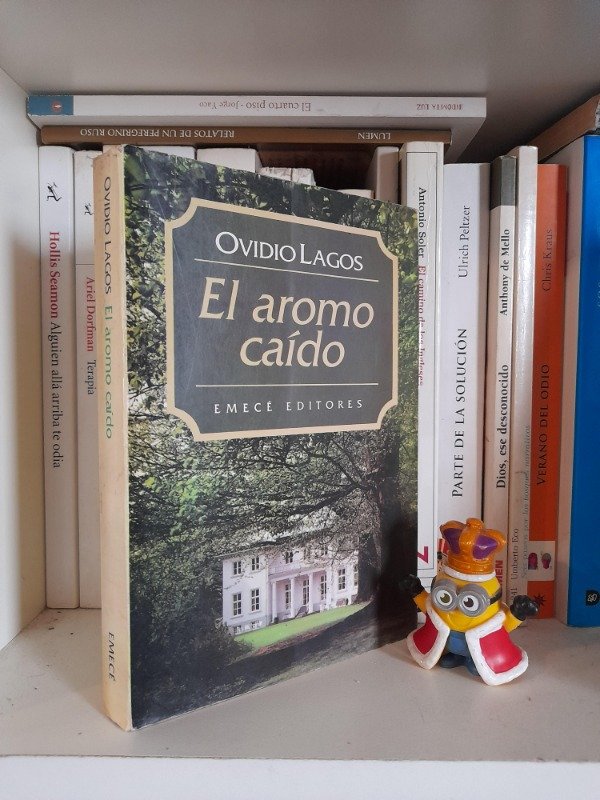 El cuarto piso - Jorge Yaco
RELATOS DE UN PEREGRINO RUSO
LUMEN
Hollis Seamon Alguien allá arriba te odia
Ariel Dorfman Terapia
OVIDIO LAGOS El aromo caído
EMECÉ
OVIDIO LAGOS
El aromo
caído
EMECÉ EDITORES
Antonio Soler
Ulrich Peltzer
PARTE DE LA SOLUCIÓN
Anthony de Mello
Dios, ese desconocido
Umberto Eco
Chris Kraus
VERANO DEL ODIO